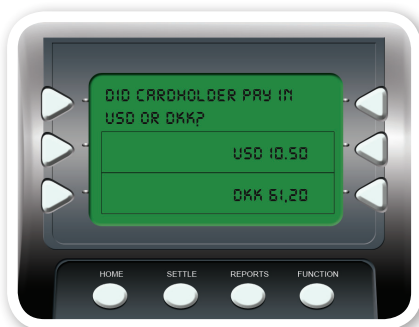 DID CARDHOLDER PAY IN
USD OR DKK?
USD 10.50
DKK 61,20
HOME SETTLE REPORTS FUNCTION